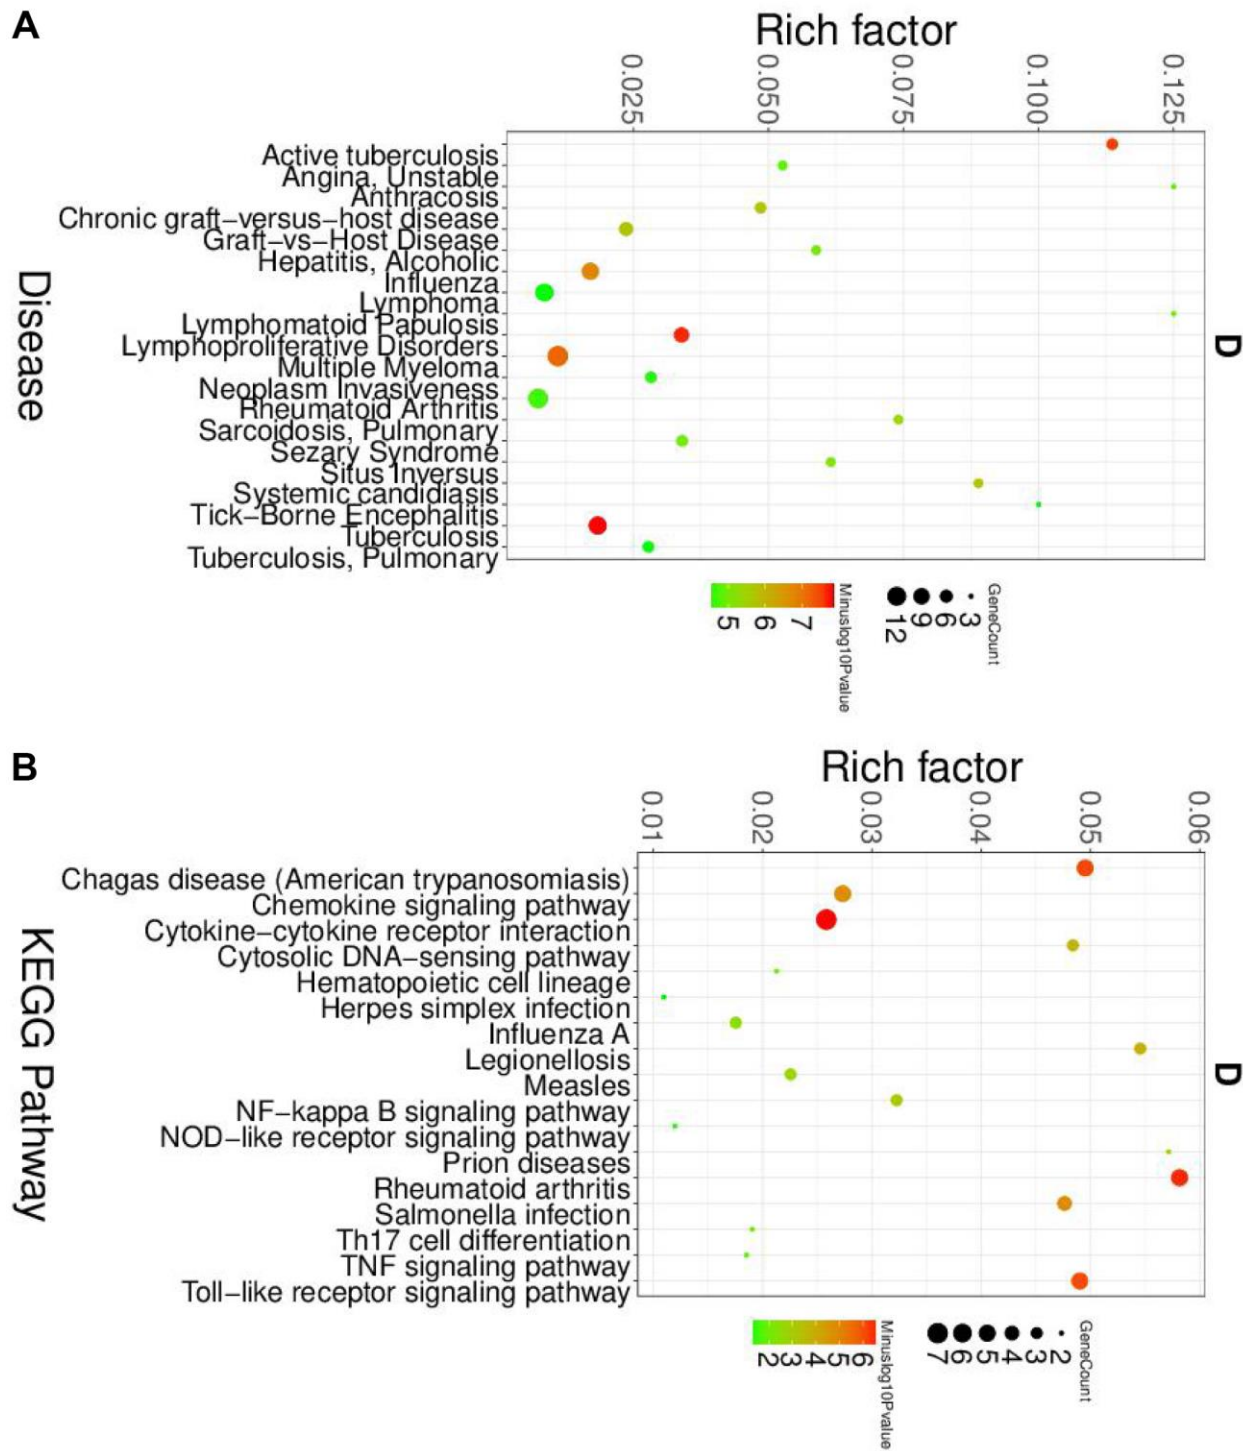 A
Rich factor
0.025
0.050
0.075
0.100
0.125
Disease
Active tuberculosis
Angina, Unstable
Anthracosis
Chronic graft−versus−host disease
Graft−vs−Host Disease
Hepatitis, Alcoholic
Influenza
Lymphoma
Lymphomatoid Papulosis
Lymphoproliferative Disorders
Multiple Myeloma
Neoplasm Invasiveness
Rheumatoid Arthritis
Sarcoidosis, Pulmonary
Sezary Syndrome
Situs Inversus
Systemic candidiasis
Tick−Borne Encephalitis
Tuberculosis
Tuberculosis, Pulmonary
D
Minuslog10Pvalue
5
6
7
GeneCount
12
9
6
3
B
Rich factor
0.01
0.02
0.03
0.04
0.05
0.06
KEGG Pathway
Chagas disease (American trypanosomiasis)
Chemokine signaling pathway
Cytokine−cytokine receptor interaction
Cytosolic DNA−sensing pathway
Hematopoietic cell lineage
Herpes simplex infection
Influenza A
Legionellosis
Measles
NF−kappa B signaling pathway
NOD−like receptor signaling pathway
Prion diseases
Rheumatoid arthritis
Salmonella infection
Th17 cell differentiation
TNF signaling pathway
Toll−like receptor signaling pathway
D
Minuslog10Pvalue
2
3
4
5
6
GeneCount
7
6
5
4
3
2